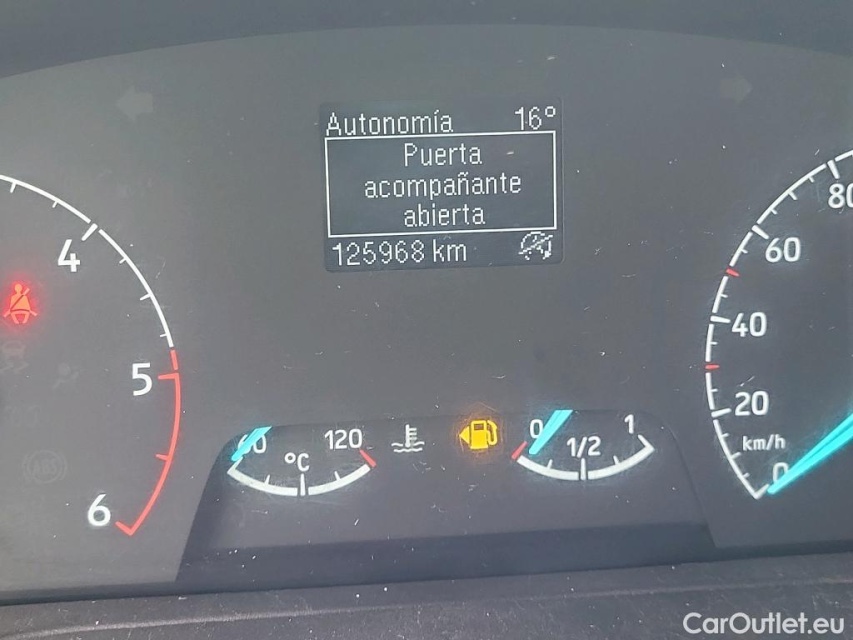 Autonomía 16°
Puerta
acompañante
abierta
125968 km
4
5
6
60 °C 120
0 1/2 1
80
60
40
20
km/h
0
CarOutlet.eu